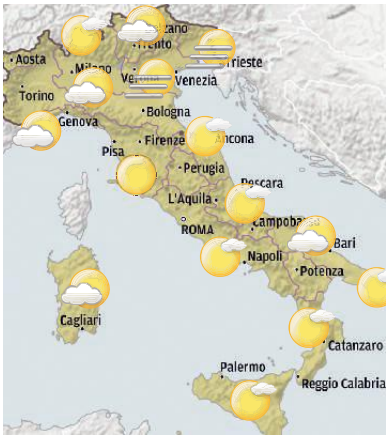 Aosta
Trento
Milano
Trieste
Torino
Venezia
Bologna
Genova
Firenze
Ancona
Pisa
Perugia
Pescara
L'Aquila
ROMA
Bari
Napoli
Potenza
Cagliari
Catanzaro
Palermo
Reggio Calabria